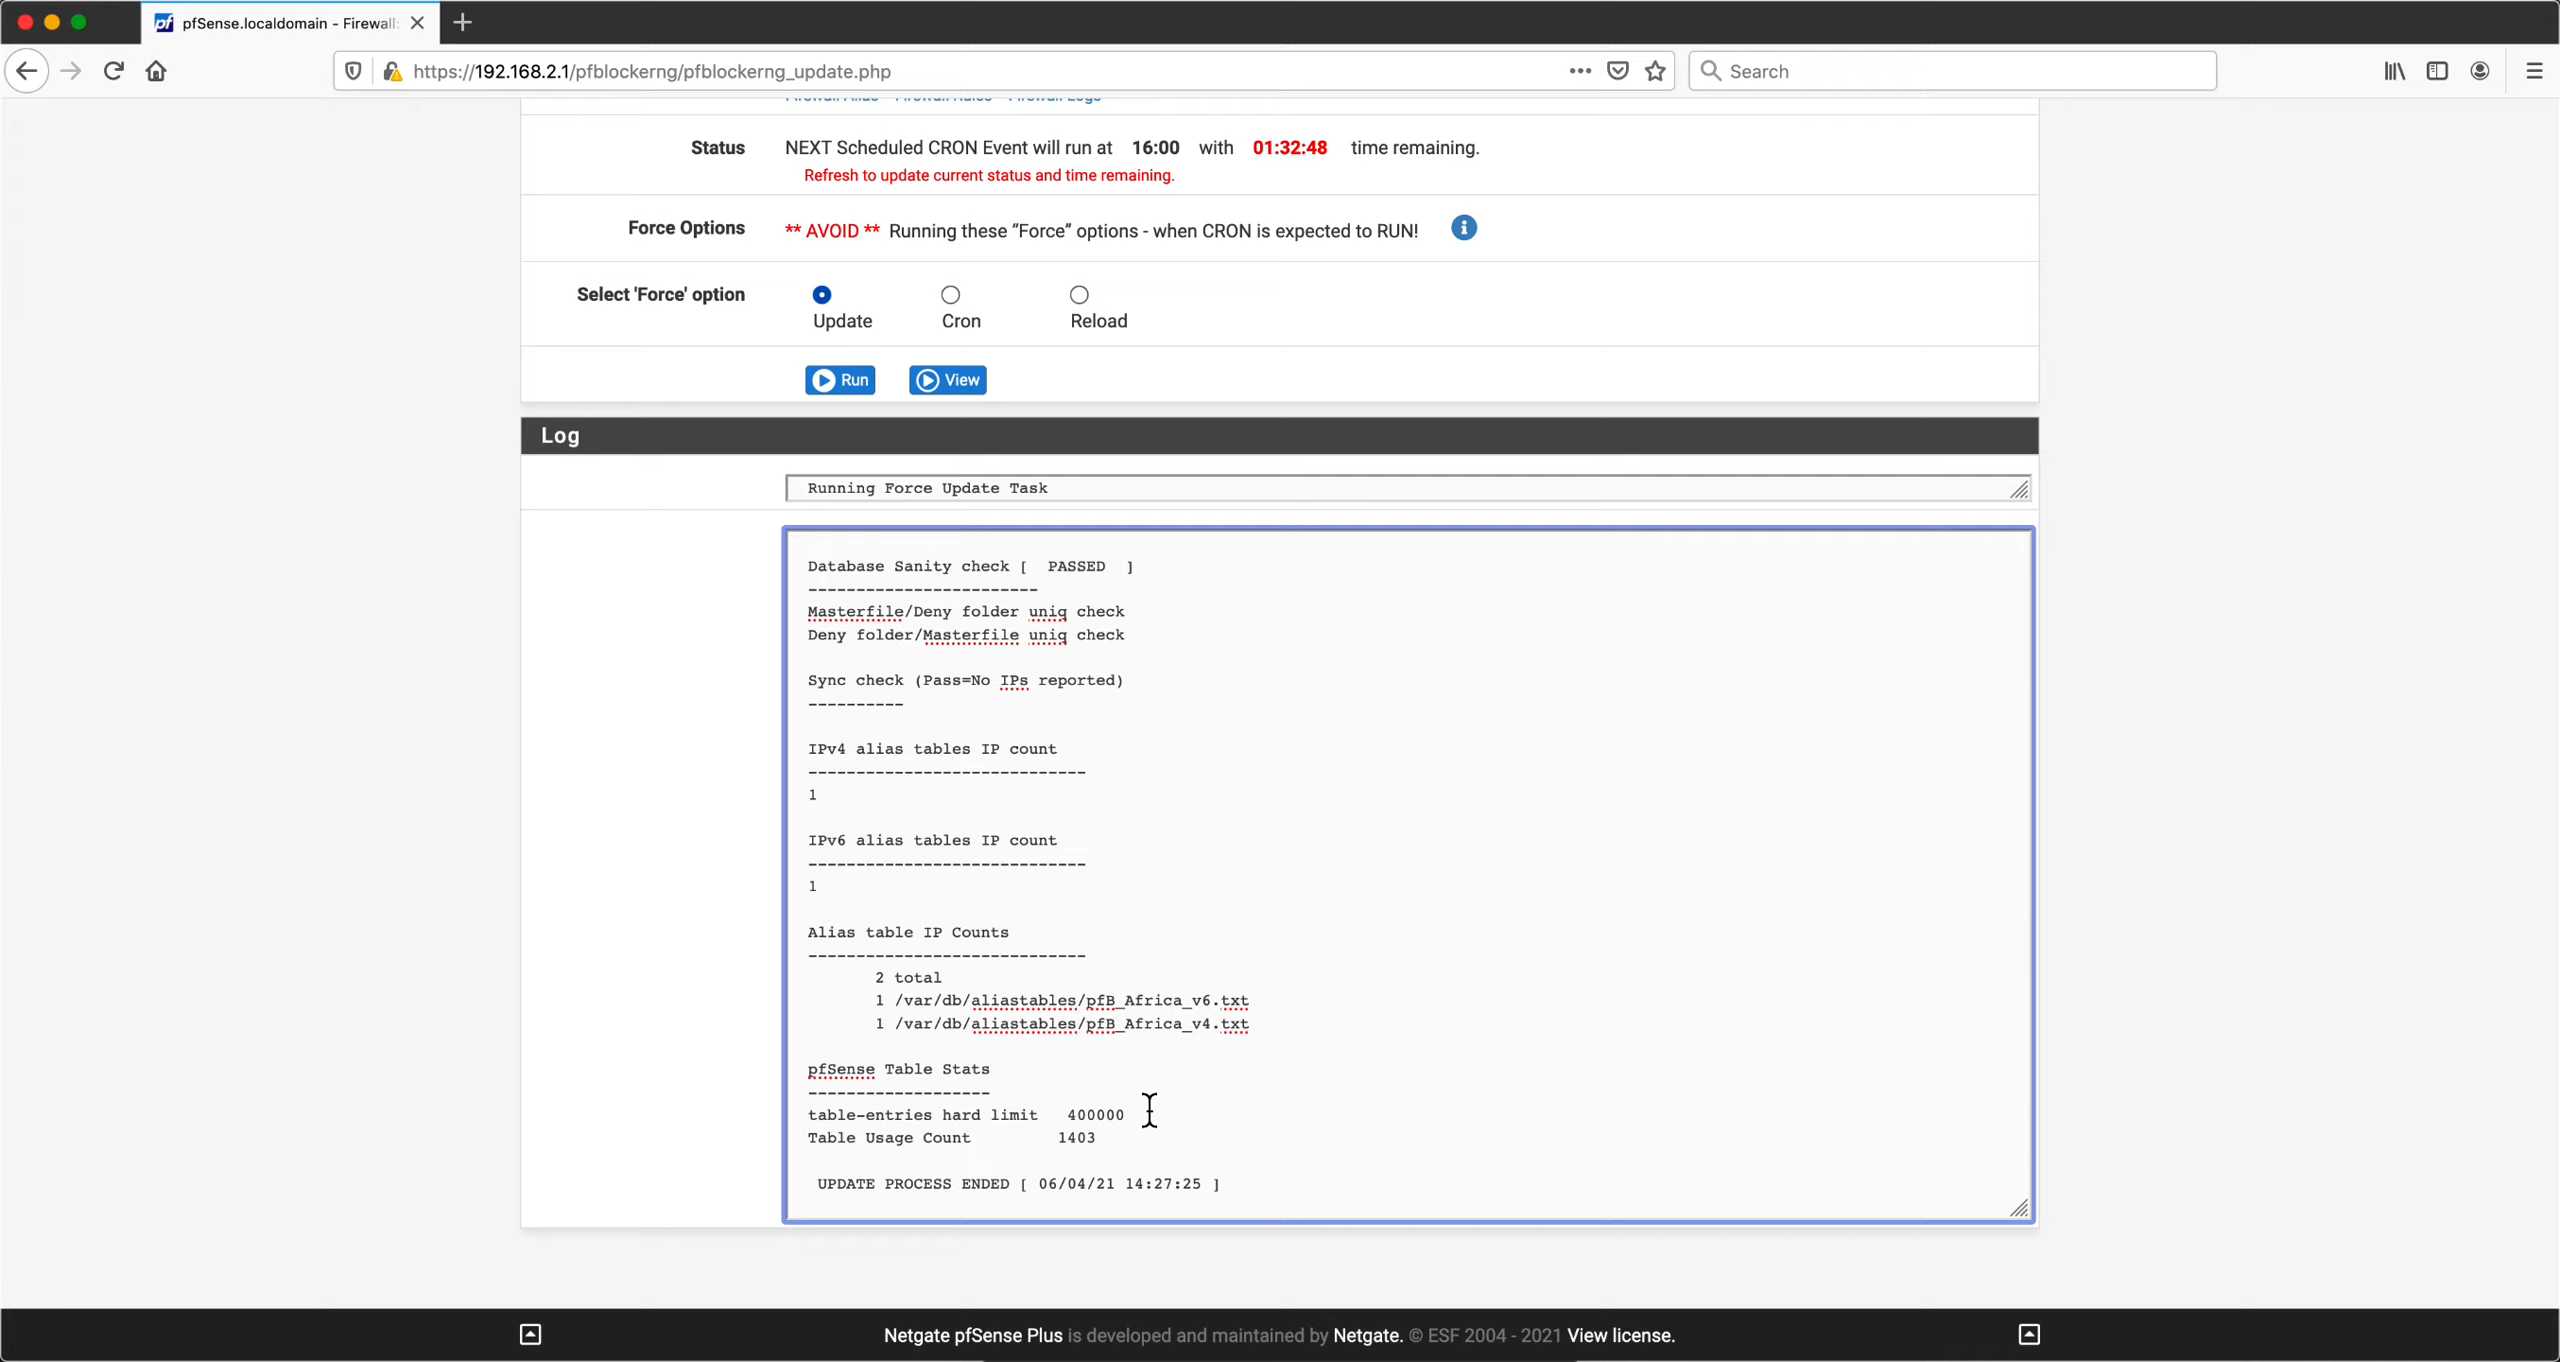 pfSense.localdomain - Firewall:
https://192.168.2.1/pfblockerng/pfblockerng_update.php
Search
Firewall Alias Firewall Rules Firewall Logs
Status NEXT Scheduled CRON Event will run at 16:00 with 01:32:48 time remaining.
Refresh to update current status and time remaining.
Force Options ** AVOID ** Running these “Force” options - when CRON is expected to RUN!
Select 'Force' option
Update Cron Reload
Run View
Log
Running Force Update Task
Database Sanity check [ PASSED ]
------------------------
Masterfile/Deny folder uniq check
Deny folder/Masterfile uniq check
Sync check (Pass=No IPs reported)
----------
IPv4 alias tables IP count
-----------------------------
1
IPv6 alias tables IP count
-----------------------------
1
Alias table IP Counts
-----------------------------
2 total
1 /var/db/aliastables/pfB_Africa_v6.txt
1 /var/db/aliastables/pfB_Africa_v4.txt
pfSense Table Stats
-------------------
table-entries hard limit 400000
Table Usage Count 1403
UPDATE PROCESS ENDED [ 06/04/21 14:27:25 ]
Netgate pfSense Plus is developed and maintained by Netgate. © ESF 2004 - 2021 View license.